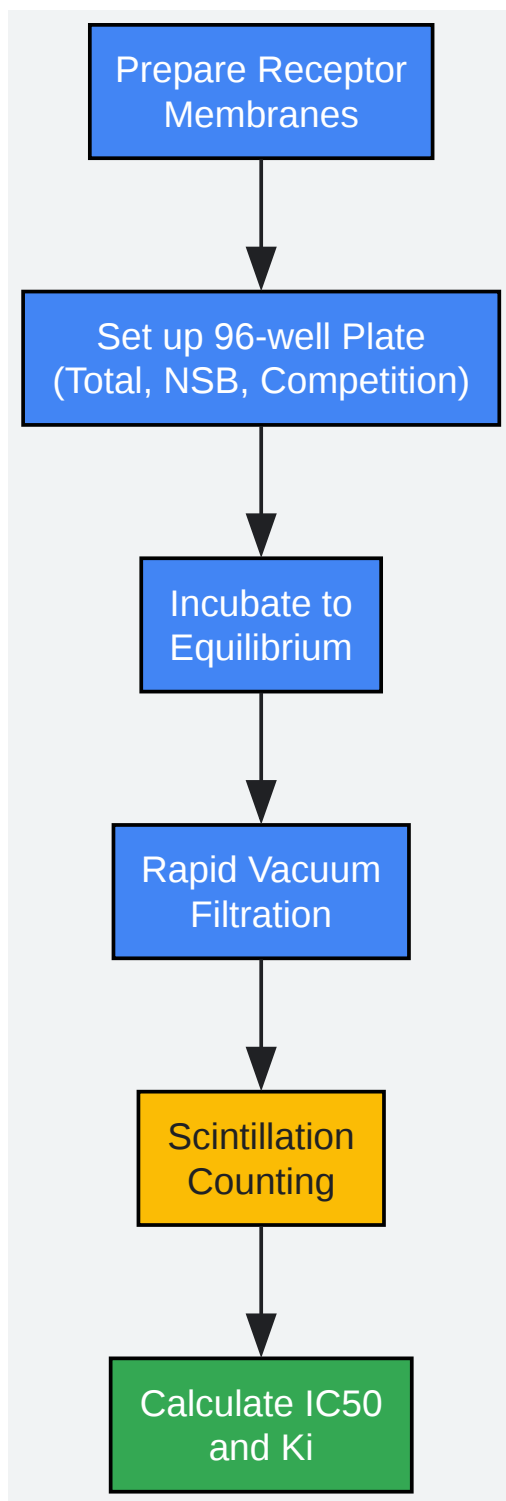 Prepare Receptor
Membranes
Set up 96-well Plate
(Total, NSB, Competition)
Incubate to
Equilibrium
Rapid Vacuum
Filtration
Scintillation
Counting
Calculate IC50
and Ki